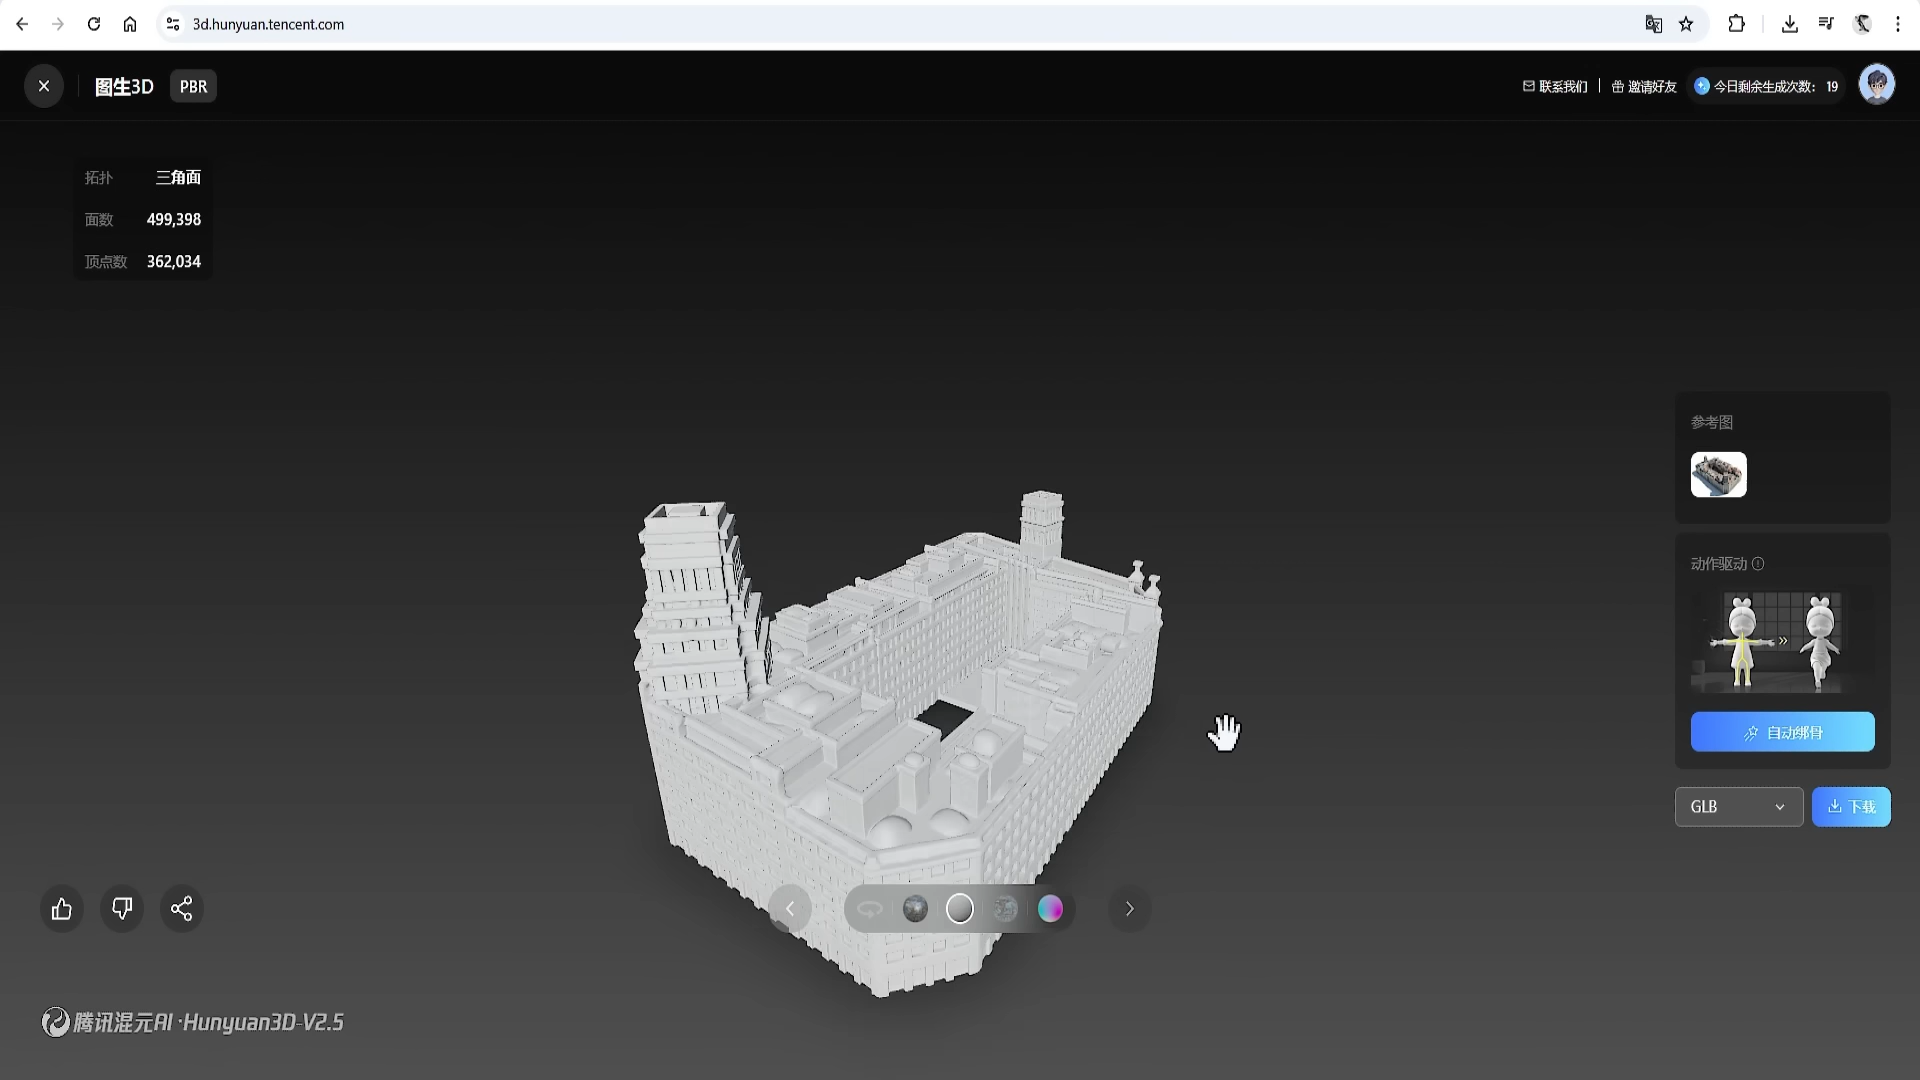 3d.hunyuan.tencent.com
图生3D PBR
联系我们 邀请好友 今日剩余生成次数: 19
拓扑 三角面
面数 499,398
顶点数 362,034
参考图
动作驱动
自动绑骨
GLB 下载
腾讯混元AI·Hunyuan3D-V2.5